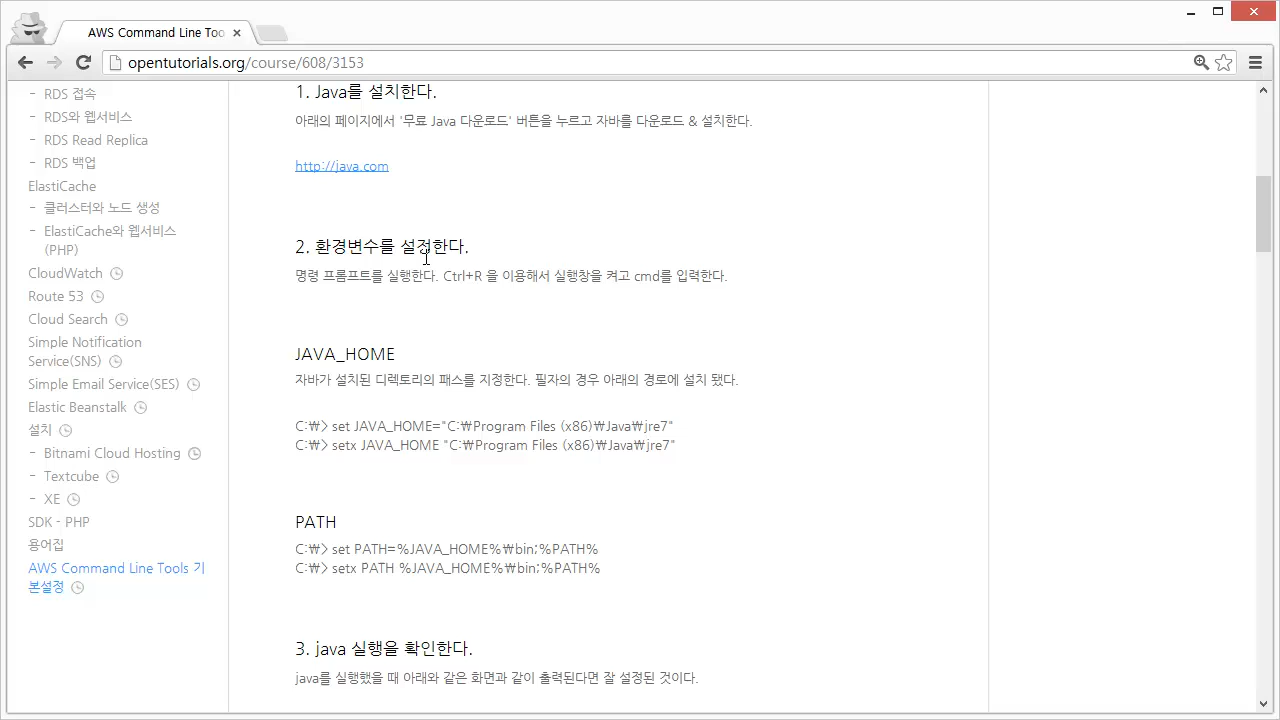 AWS Command Line Too
opentutorials.org/course/608/3153
- RDS 접속
- RDS와 웹서비스
- RDS Read Replica
- RDS 백업
ElastiCache
- 클러스터와 노드 생성
- ElastiCache와 웹서비스
(PHP)
CloudWatch
Route 53
Cloud Search
Simple Notification
Service(SNS)
Simple Email Service(SES)
Elastic Beanstalk
설치
- Bitnami Cloud Hosting
- Textcube
- XE
SDK - PHP
용어집
AWS Command Line Tools 기
본설정
1. Java를 설치한다.
아래의 페이지에서 '무료 Java 다운로드' 버튼을 누르고 자바를 다운로드 & 설치한다.
http://java.com
2. 환경변수를 설정한다.
명령 프롬프트를 실행한다. Ctrl+R 을 이용해서 실행창을 켜고 cmd를 입력한다.
JAVA_HOME
자바가 설치된 디렉토리의 패스를 지정한다. 필자의 경우 아래의 경로에 설치 됐다.
C:₩> set JAVA_HOME="C:₩Program Files (x86)₩Java₩jre7"
C:₩> setx JAVA_HOME "C:₩Program Files (x86)₩Java₩jre7"
PATH
C:₩> set PATH=%JAVA_HOME%₩bin;%PATH%
C:₩> setx PATH %JAVA_HOME%₩bin;%PATH%
3. java 실행을 확인한다.
java를 실행했을 때 아래와 같은 화면과 같이 출력된다면 잘 설정된 것이다.